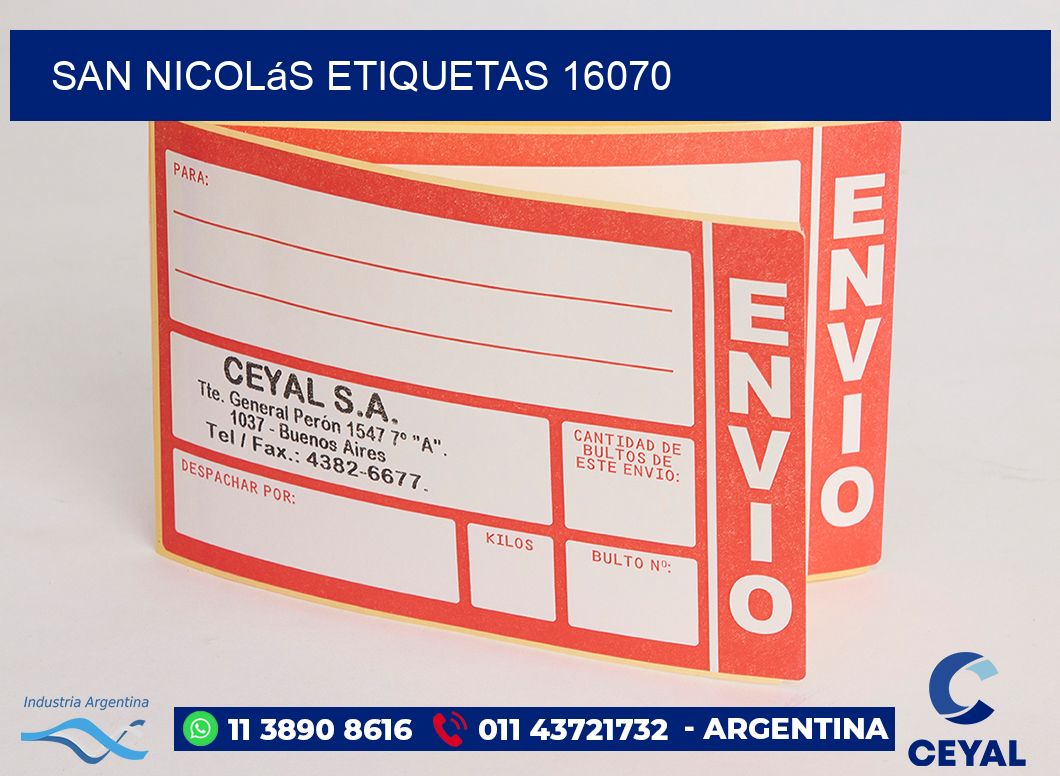 SAN NICOLáS ETIQUETAS 16070
PARA:
CEYAL S.A.
Tte. General Perón 1547 7º "A".
1037 - Buenos Aires
Tel / Fax.: 4382-6677.
DESPACHAR POR:
KILOS
CANTIDAD DE
BULTOS DE
ESTE ENVIO:
BULTO Nº:
ENVIO
ENVIO
Industria Argentina
11 3890 8616
011 43721732
- ARGENTINA
CEYAL